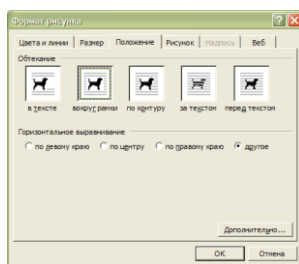 Формат рисунка
Цвета и линии Размер Положение Рисунок Надпись Веб
Обтекание
в тексте вокруг рамки по контуру за текстом перед текстом
Горизонтальное выравнивание
по левому краю по центру по правому краю другое
Дополнительно...
ОК Отмена